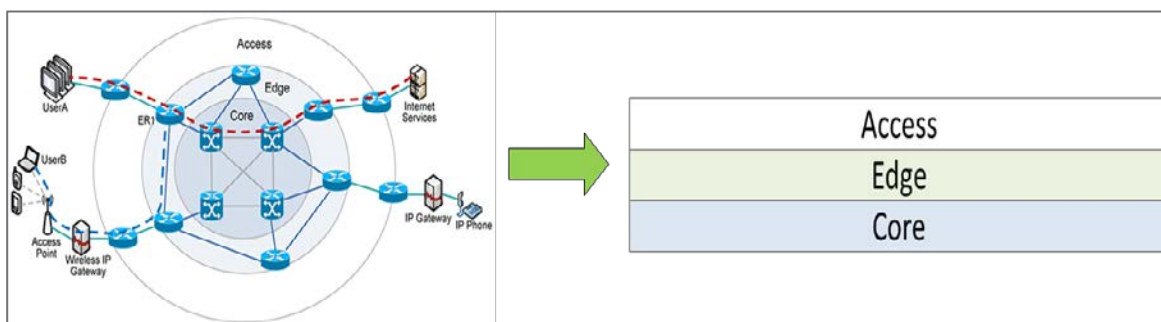 Access
UserA
Edge
Internet
Services
ER1
Core
UserB
Access
Point
Wireless IP
Gateway
IP Gateway
IP Phone
Access
Edge
Core